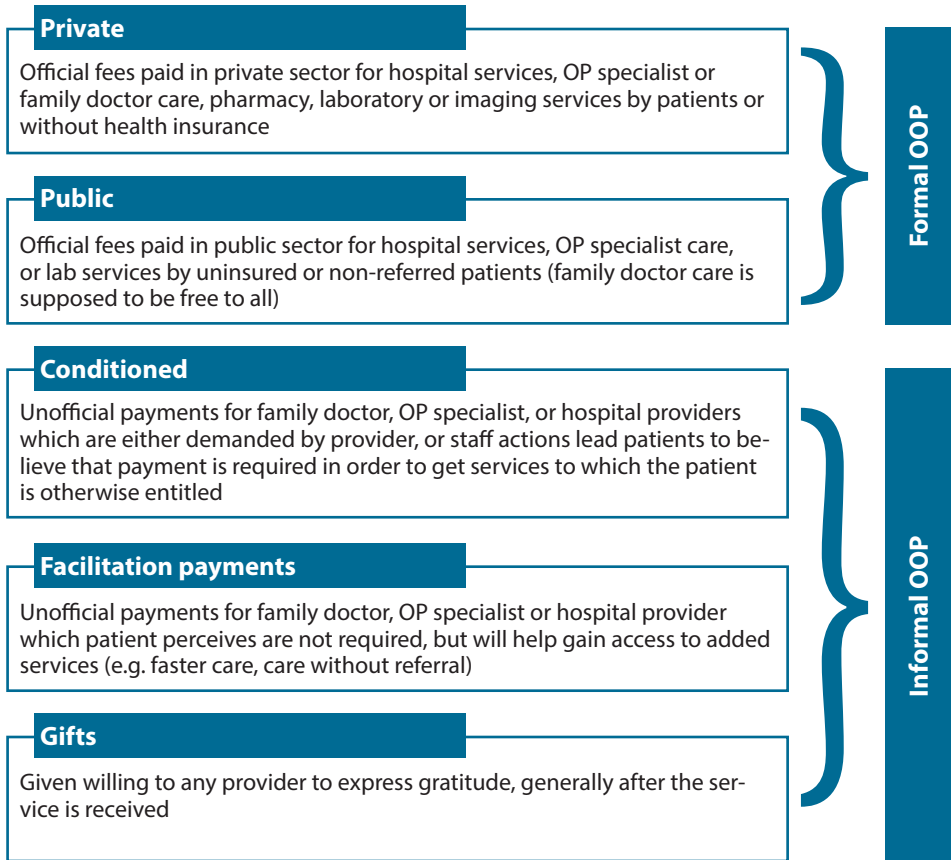 Private
Official fees paid in private sector for hospital services, OP specialist or
family doctor care, pharmacy, laboratory or imaging services by patients or
without health insurance
Public
Official fees paid in public sector for hospital services, OP specialist care,
or lab services by uninsured or non-referred patients (family doctor care is
supposed to be free to all)
Formal OOP
Conditioned
Unofficial payments for family doctor, OP specialist, or hospital providers
which are either demanded by provider, or staff actions lead patients to be-
lieve that payment is required in order to get services to which the patient
is otherwise entitled
Facilitation payments
Unofficial payments for family doctor, OP specialist or hospital provider
which patient perceives are not required, but will help gain access to added
services (e.g. faster care, care without referral)
Gifts
Given willing to any provider to express gratitude, generally after the ser-
vice is received
Informal OOP